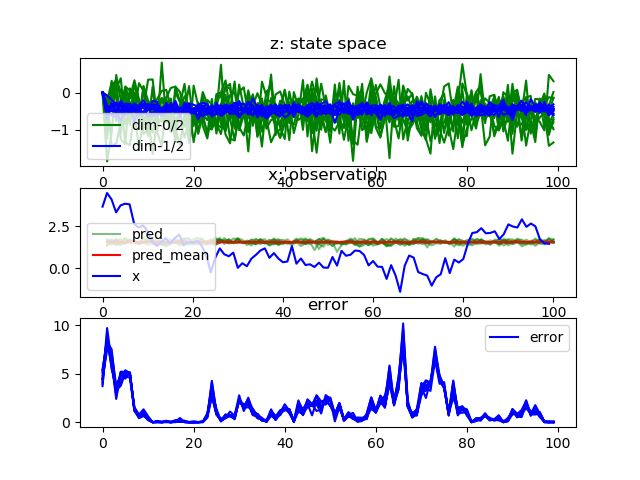 z: state space
0
−1
dim-0/2
dim-1/2
0 20 40 60 80 100
x: observation
2.5
0.0
pred
pred_mean
x
0 20 40 60 80 100
error
10
5
0
error
0 20 40 60 80 100